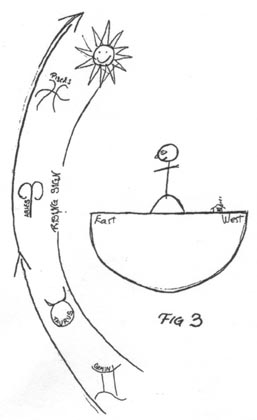 PISCES
ARIES
RISING SIGN
East
West
TAURUS
GEMINI
FIG 3